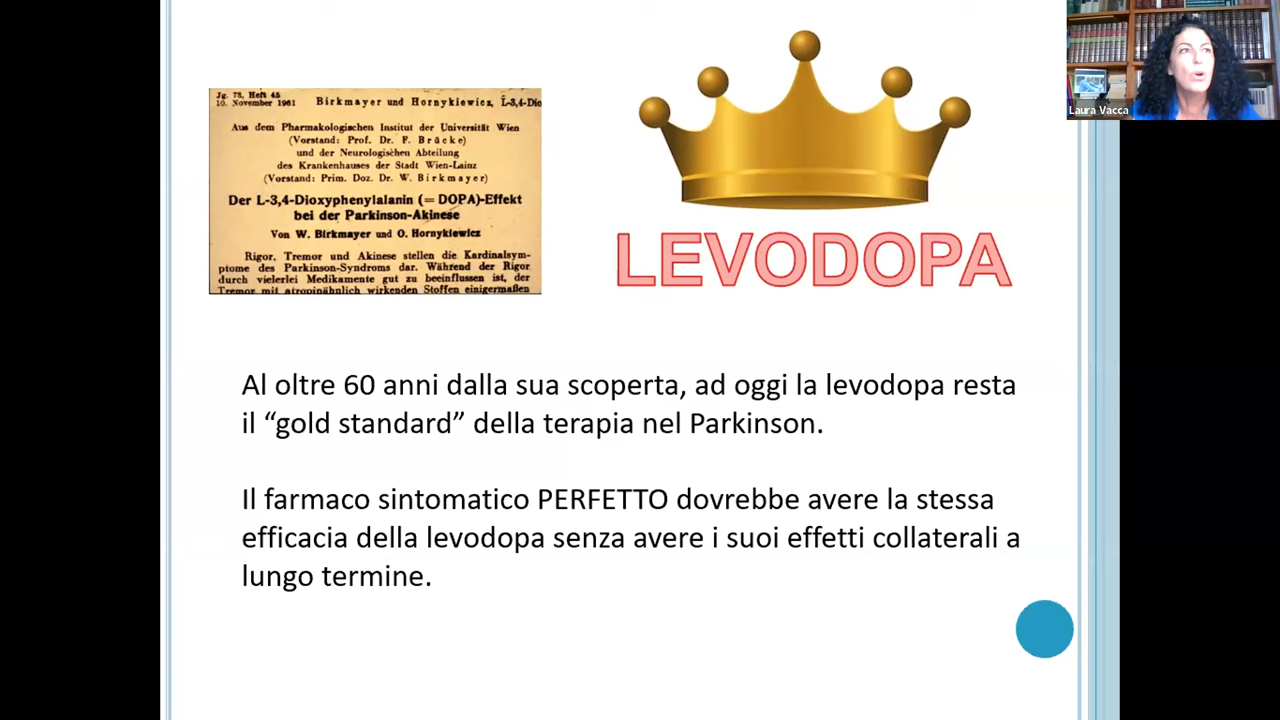 Jg. 73, Heft 45
10. November 1961 Birkmayer und Hornykiewicz, L-3,4-Dio
Aus dem Pharmakologischen Institut der Universität Wien
(Vorstand: Prof. Dr. F. Brücke)
und der Neurologischen Abteilung
des Krankenhauses der Stadt Wien-Lainz
(Vorstand: Prim. Doz. Dr. W. Birkmayer)
Der L-3,4-Dioxyphenylalanin (= DOPA)-Effekt
bei der Parkinson-Akinese
Von W. Birkmayer und O. Hornykiewicz
Rigor, Tremor und Akinese stellen die Kardinalsym-
ptome des Parkinson-Syndroms dar. Während der Rigor
durch vielerlei Medikamente gut zu beeinflussen ist, der
Tremor mit atropinähnlich wirkenden Stoffen einigermaßen
LEVODOPA
Laura Vacca
Al oltre 60 anni dalla sua scoperta, ad oggi la levodopa resta
il “gold standard” della terapia nel Parkinson.
Il farmaco sintomatico PERFETTO dovrebbe avere la stessa
efficacia della levodopa senza avere i suoi effetti collaterali a
lungo termine.